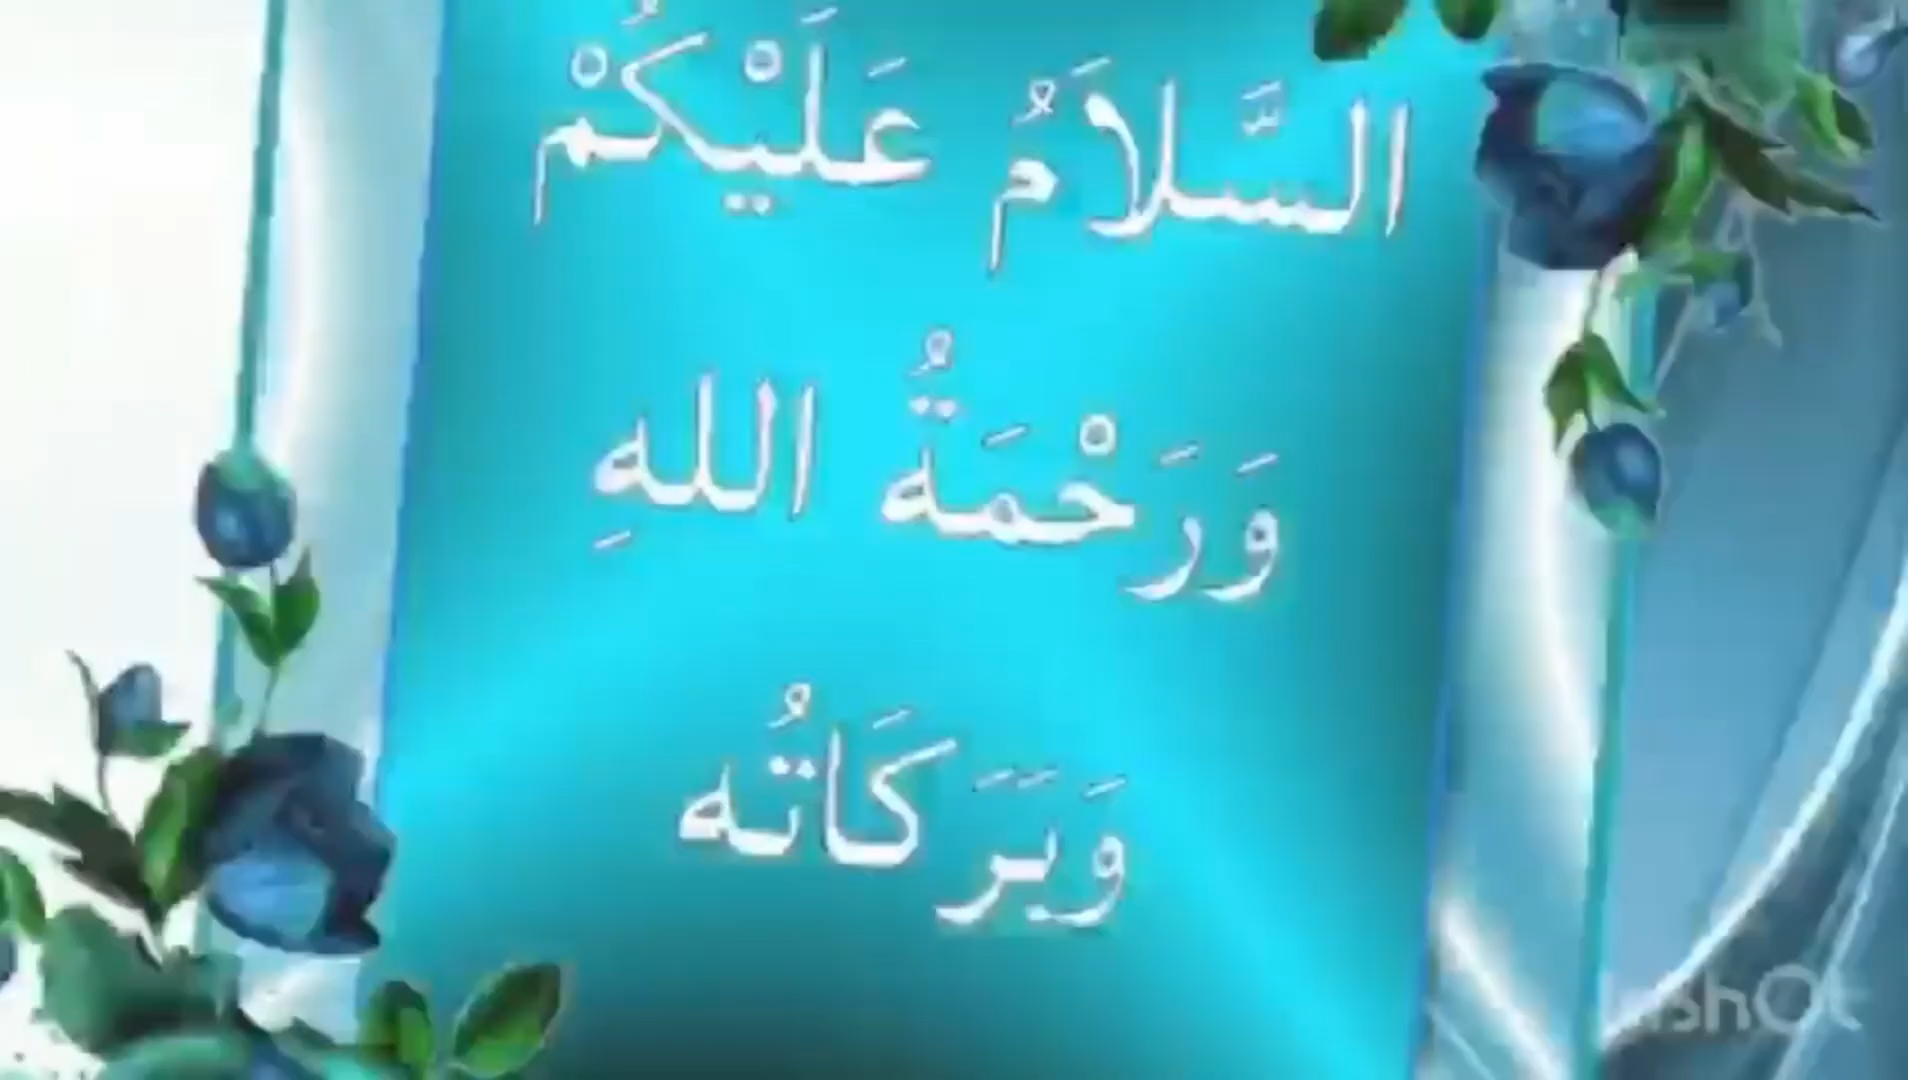 السَّلاَمُ عَلَيْكُمْ
وَرَحْمَةُ اللهِ
وَبَرَكَاتُه